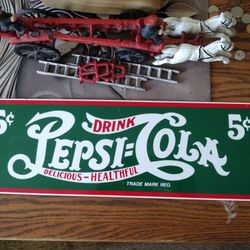 5¢ DRINK 5¢
PEPSI=COLA
DELICIOUS-HEALTHFUL
TRADE MARK REG.